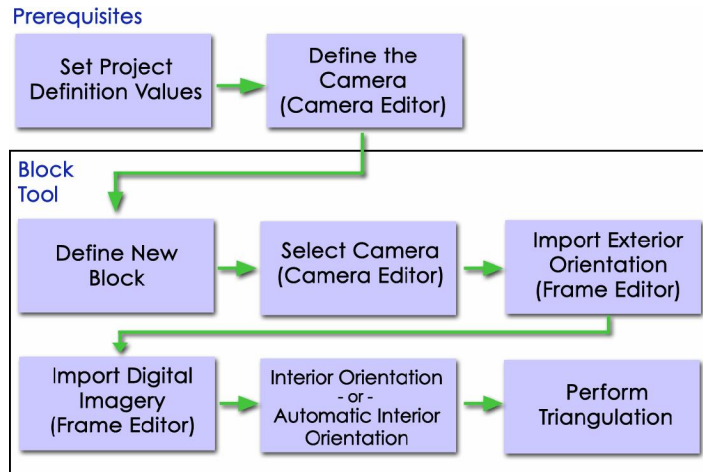 Prerequisites
Set Project
Definition Values
Define the
Camera
(Camera Editor)
Block
Tool
Define New
Block
Select Camera
(Camera Editor)
Import Exterior
Orientation
(Frame Editor)
Import Digital
Imagery
(Frame Editor)
Interior Orientation
- or -
Automatic Interior
Orientation
Perform
Triangulation